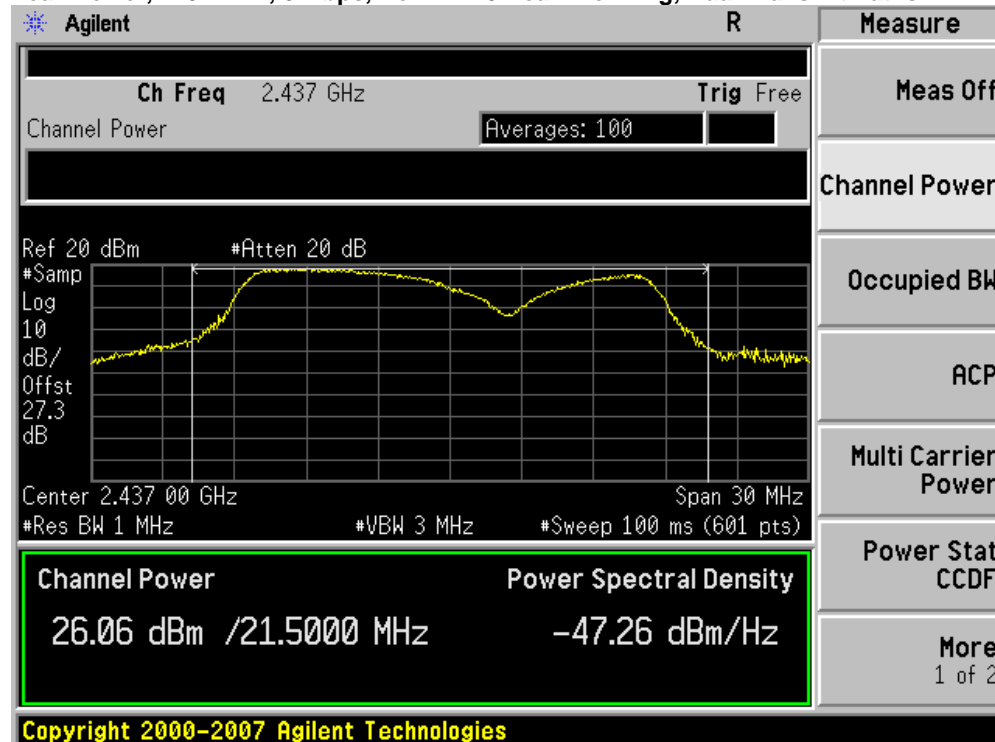 Agilent R Measure
Ch Freq 2.437 GHz Trig Free
Meas Off
Channel Power Averages: 100
Channel Power
Ref 20 dBm #Atten 20 dB
#Samp
Log
10
dB/
Offst
27.3
dB
Occupied BW
ACP
Multi Carrier
Power
Center 2.437 00 GHz Span 30 MHz
#Res BW 1 MHz #VBW 3 MHz #Sweep 100 ms (601 pts)
Power Stat
CCDF
Channel Power Power Spectral Density
26.06 dBm /21.5000 MHz -47.26 dBm/Hz
More
1 of 2
Copyright 2000-2007 Agilent Technologies